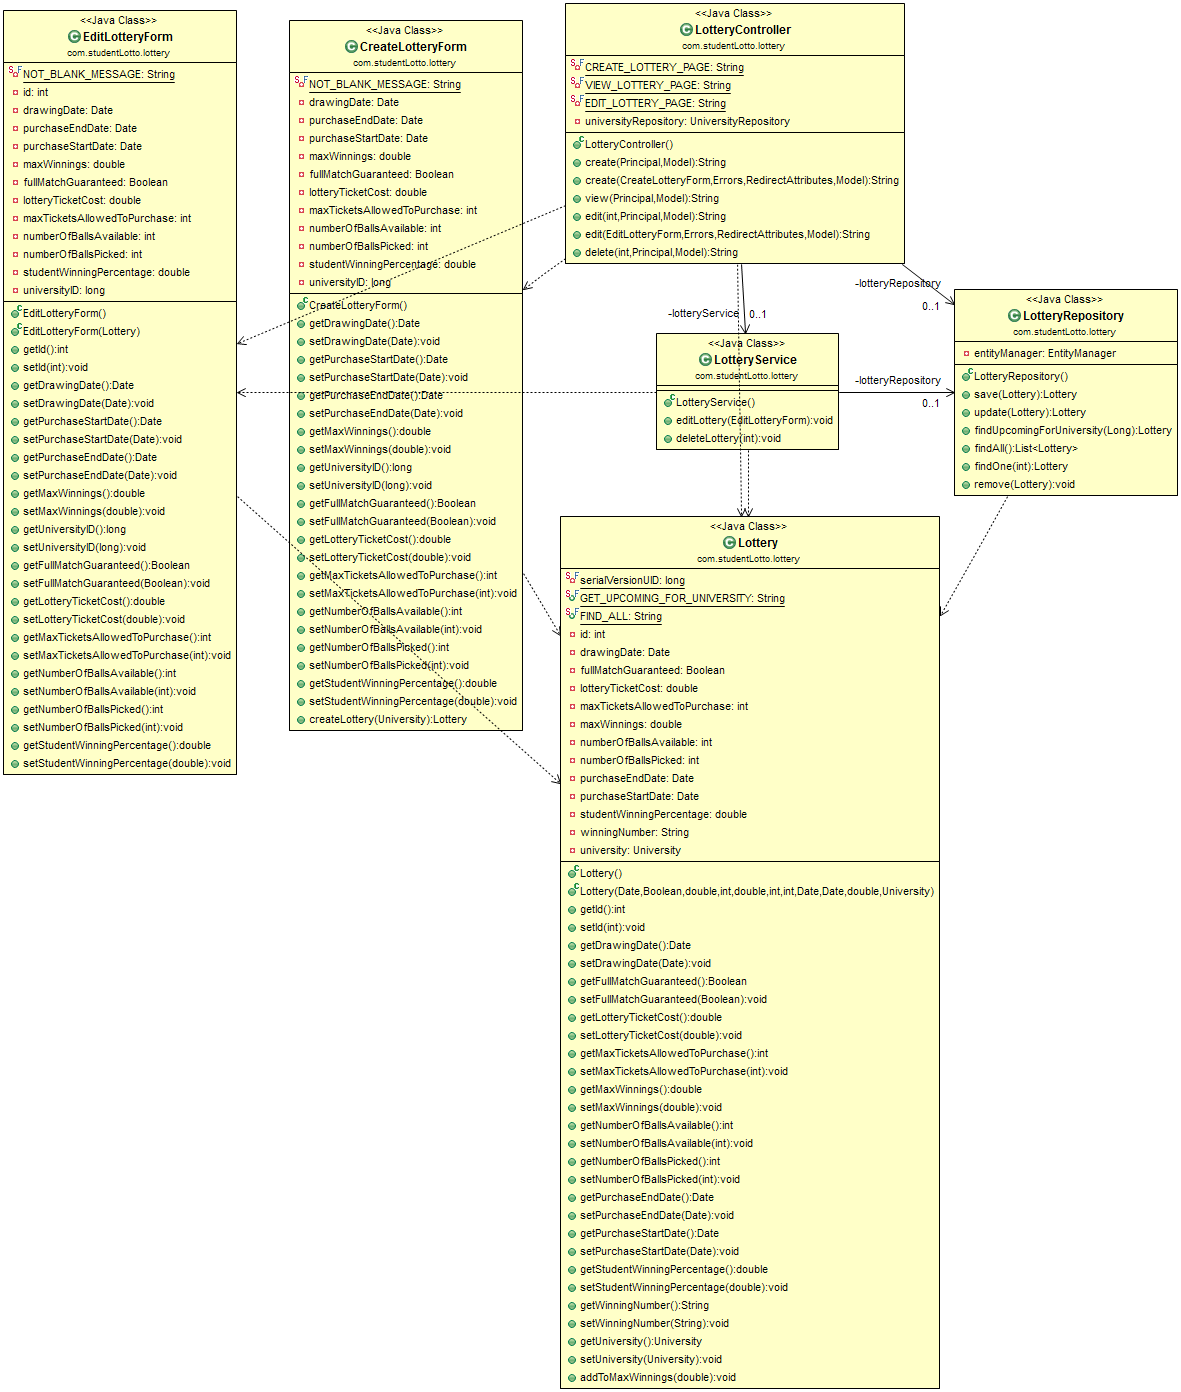 <<Java Class>>
EditLotteryForm
com.studentLotto.lottery
NOT_BLANK_MESSAGE: String
id: int
drawingDate: Date
purchaseEndDate: Date
purchaseStartDate: Date
maxWinnings: double
fullMatchGuaranteed: Boolean
lotteryTicketCost: double
maxTicketsAllowedToPurchase: int
numberOfBallsAvailable: int
numberOfBallsPicked: int
studentWinningPercentage: double
universityID: long
EditLotteryForm()
EditLotteryForm(Lottery)
getId():int
setId(int):void
getDrawingDate():Date
setDrawingDate(Date):void
getPurchaseStartDate():Date
setPurchaseStartDate(Date):void
getPurchaseEndDate():Date
setPurchaseEndDate(Date):void
getMaxWinnings():double
setMaxWinnings(double):void
getUniversityID():long
setUniversityID(long):void
getFullMatchGuaranteed():Boolean
setFullMatchGuaranteed(Boolean):void
getLotteryTicketCost():double
setLotteryTicketCost(double):void
getMaxTicketsAllowedToPurchase():int
setMaxTicketsAllowedToPurchase(int):void
getNumberOfBallsAvailable():int
setNumberOfBallsAvailable(int):void
getNumberOfBallsPicked():int
setNumberOfBallsPicked(int):void
getStudentWinningPercentage():double
setStudentWinningPercentage(double):void
<<Java Class>>
CreateLotteryForm
com.studentLotto.lottery
NOT_BLANK_MESSAGE: String
drawingDate: Date
purchaseEndDate: Date
purchaseStartDate: Date
maxWinnings: double
fullMatchGuaranteed: Boolean
lotteryTicketCost: double
maxTicketsAllowedToPurchase: int
numberOfBallsAvailable: int
numberOfBallsPicked: int
studentWinningPercentage: double
universityID: long
CreateLotteryForm()
getDrawingDate():Date
setDrawingDate(Date):void
getPurchaseStartDate():Date
setPurchaseStartDate(Date):void
getPurchaseEndDate():Date
setPurchaseEndDate(Date):void
getMaxWinnings():double
setMaxWinnings(double):void
getUniversityID():long
setUniversityID(long):void
getFullMatchGuaranteed():Boolean
setFullMatchGuaranteed(Boolean):void
getLotteryTicketCost():double
setLotteryTicketCost(double):void
getMaxTicketsAllowedToPurchase():int
setMaxTicketsAllowedToPurchase(int):void
getNumberOfBallsAvailable():int
setNumberOfBallsAvailable(int):void
getNumberOfBallsPicked():int
setNumberOfBallsPicked(int):void
getStudentWinningPercentage():double
setStudentWinningPercentage(double):void
createLottery(University):Lottery
<<Java Class>>
LotteryController
com.studentLotto.lottery
CREATE_LOTTERY_PAGE: String
VIEW_LOTTERY_PAGE: String
EDIT_LOTTERY_PAGE: String
universityRepository: UniversityRepository
LotteryController()
create(Principal,Model):String
create(CreateLotteryForm,Errors,RedirectAttributes,Model):String
view(Principal,Model):String
edit(int,Principal,Model):String
edit(EditLotteryForm,Errors,RedirectAttributes,Model):String
delete(int,Principal,Model):String
-lotteryRepository
0..1
-lotteryService
0..1
<<Java Class>>
LotteryService
com.studentLotto.lottery
LotteryService()
editLottery(EditLotteryForm):void
deleteLottery(int):void
-lotteryRepository
0..1
<<Java Class>>
LotteryRepository
com.studentLotto.lottery
entityManager: EntityManager
LotteryRepository()
save(Lottery):Lottery
update(Lottery):Lottery
findUpcomingForUniversity(Long):Lottery
findAll():List<Lottery>
findOne(int):Lottery
remove(Lottery):void
<<Java Class>>
Lottery
com.studentLotto.lottery
serialVersionUID: long
GET_UPCOMING_FOR_UNIVERSITY: String
FIND_ALL: String
id: int
drawingDate: Date
fullMatchGuaranteed: Boolean
lotteryTicketCost: double
maxTicketsAllowedToPurchase: int
maxWinnings: double
numberOfBallsAvailable: int
numberOfBallsPicked: int
purchaseEndDate: Date
purchaseStartDate: Date
studentWinningPercentage: double
winningNumber: String
university: University
Lottery()
Lottery(Date,Boolean,double,int,double,int,int,Date,Date,double,University)
getId():int
setId(int):void
getDrawingDate():Date
setDrawingDate(Date):void
getFullMatchGuaranteed():Boolean
setFullMatchGuaranteed(Boolean):void
getLotteryTicketCost():double
setLotteryTicketCost(double):void
getMaxTicketsAllowedToPurchase():int
setMaxTicketsAllowedToPurchase(int):void
getMaxWinnings():double
setMaxWinnings(double):void
getNumberOfBallsAvailable():int
setNumberOfBallsAvailable(int):void
getNumberOfBallsPicked():int
setNumberOfBallsPicked(int):void
getPurchaseEndDate():Date
setPurchaseEndDate(Date):void
getPurchaseStartDate():Date
setPurchaseStartDate(Date):void
getStudentWinningPercentage():double
setStudentWinningPercentage(double):void
getWinningNumber():String
setWinningNumber(String):void
getUniversity():University
setUniversity(University):void
addToMaxWinnings(double):void